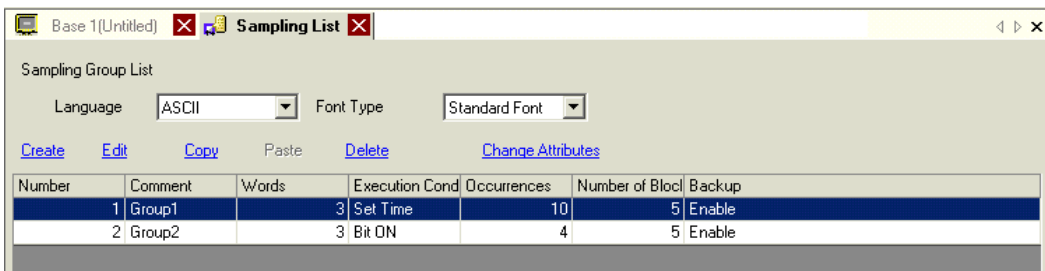 Base 1(Untitled) Sampling List
Sampling Group List
Language ASCII Font Type Standard Font
Create Edit Copy Paste Delete Change Attributes
Number Comment Words Execution Cond Occurrences Number of Blocl Backup
1 Group1 3 Set Time 10 5 Enable
2 Group2 3 Bit ON 4 5 Enable